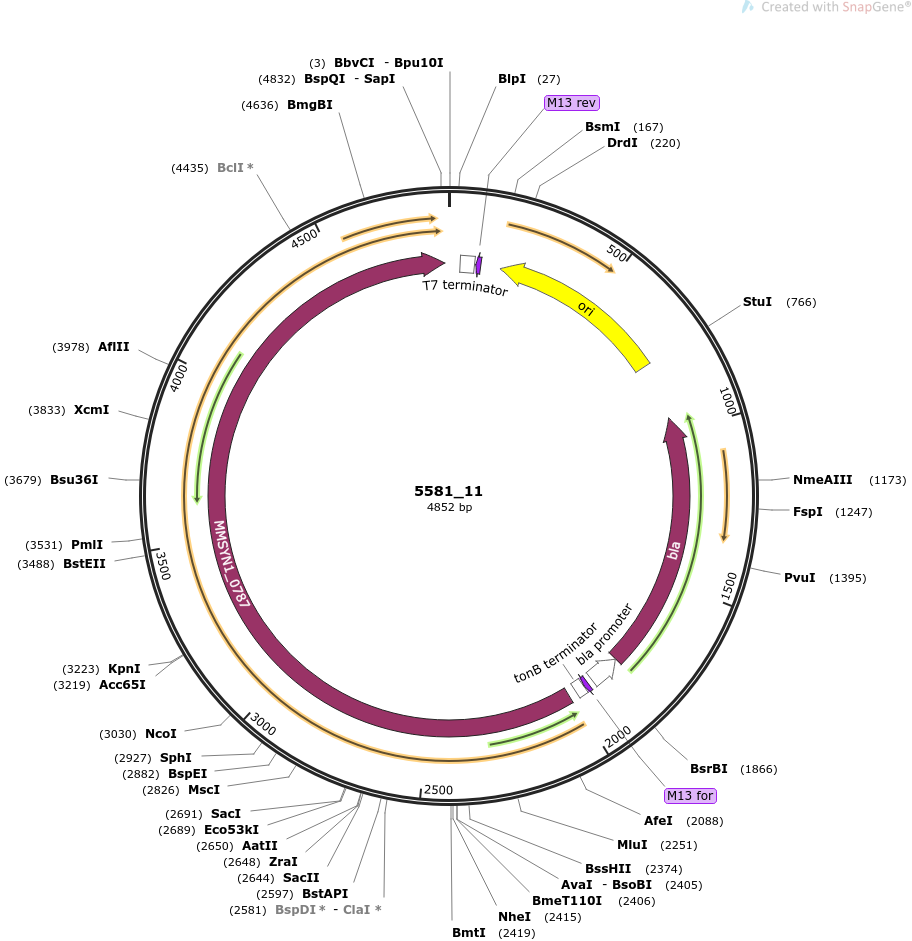 Created with SnapGene®
(3) BbvCI - Bpu10I
(4832) BspQI - SapI
(4636) BmgBI
(4435) BclI *
BlpI (27)
M13 rev
BsmI (167)
DrdI (220)
4500
500
T7 terminator
ori
StuI (766)
(3978) AflII
4000
1000
(3833) XcmI
(3679) Bsu36I
NmeAIII (1173)
5581_11
4852 bp
FspI (1247)
(3531) PmlI
(3488) BstEII
3500
MMSYN1_0787
bla
PvuI (1395)
1500
tonB terminator
bla promoter
(3223) KpnI
(3219) Acc65I
(3030) NcoI
3000
2000
(2927) SphI
(2882) BspEI
(2826) MscI
BsrBI (1866)
M13 for
2500
(2691) SacI
(2689) Eco53kI
(2650) AatII
(2648) ZraI
(2644) SacII
(2597) BstAPI
(2581) BspDI * - ClaI *
AfeI (2088)
MluI (2251)
BssHII (2374)
AvaI - BsoBI (2405)
BmeT110I (2406)
NheI (2415)
BmtI (2419)